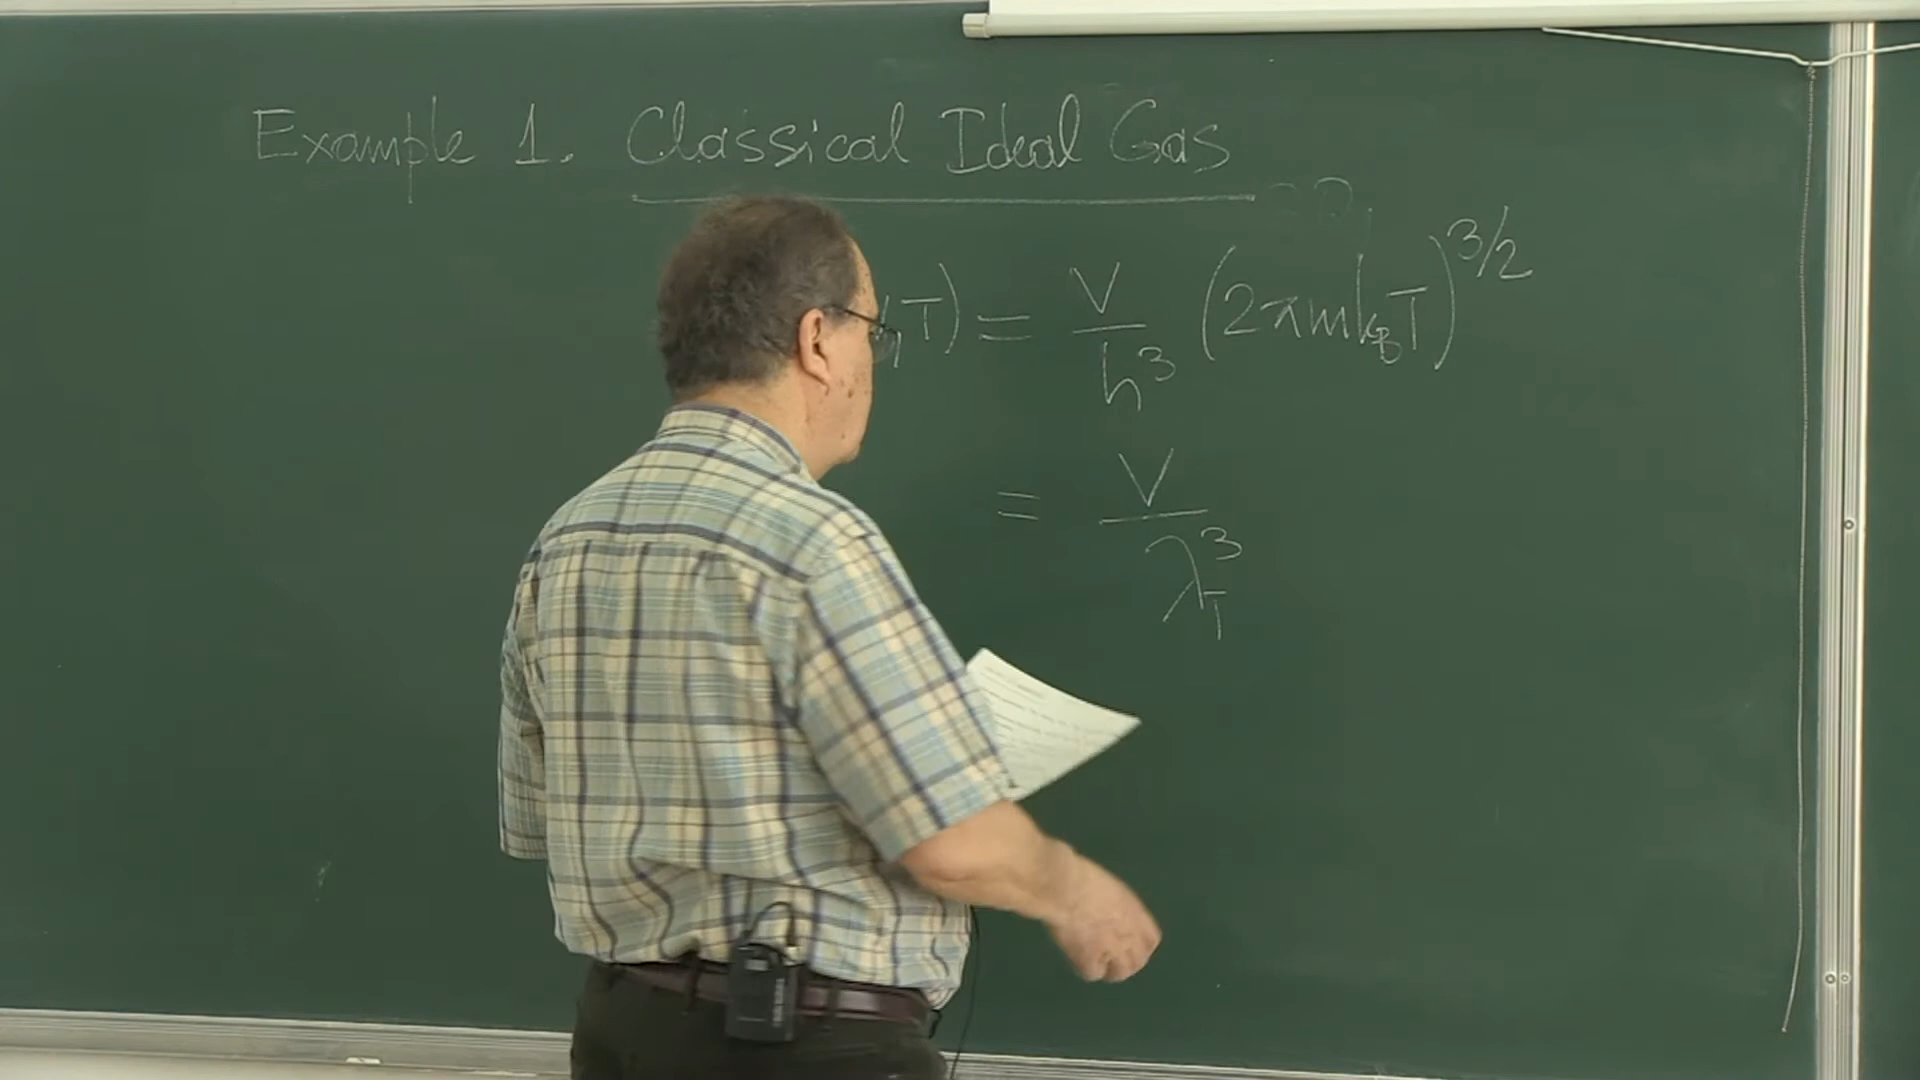 Example 1. Classical Ideal Gas
,T) = V/h³ (2πmk_BT)^{3/2}
= V/λ_T³